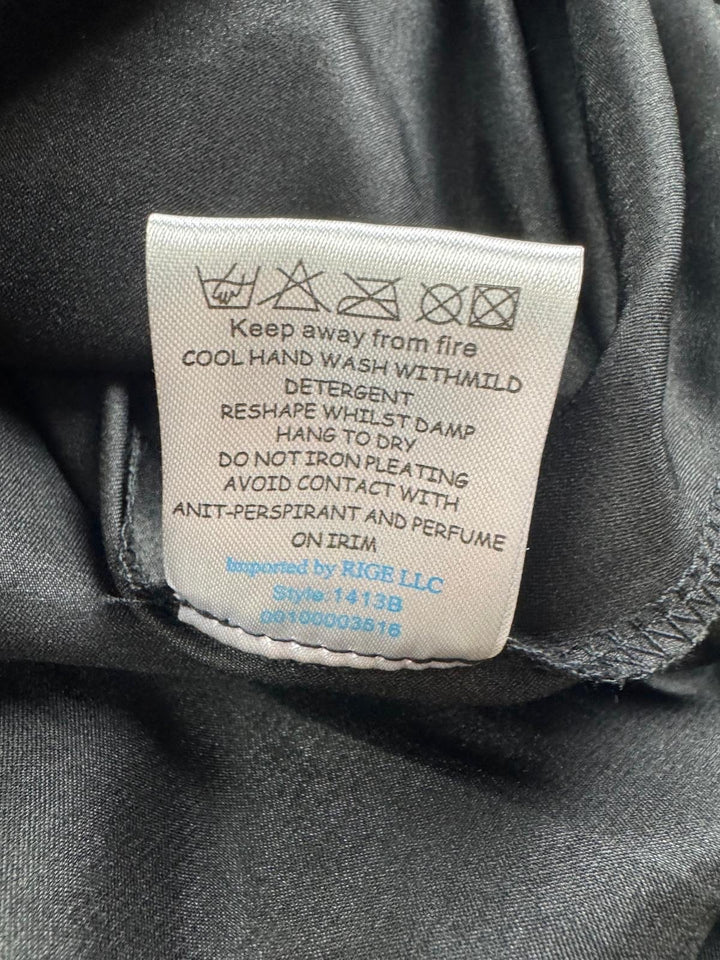 Keep away from fire
COOL HAND WASH WITHMILD
DETERGENT
RESHAPE WHILST DAMP
HANG TO DRY
DO NOT IRON PLEATING
AVOID CONTACT WITH
ANIT-PERSPIRANT AND PERFUME
ON IRIM
Imported by RIGE LLC
Style 1413B
00100003516